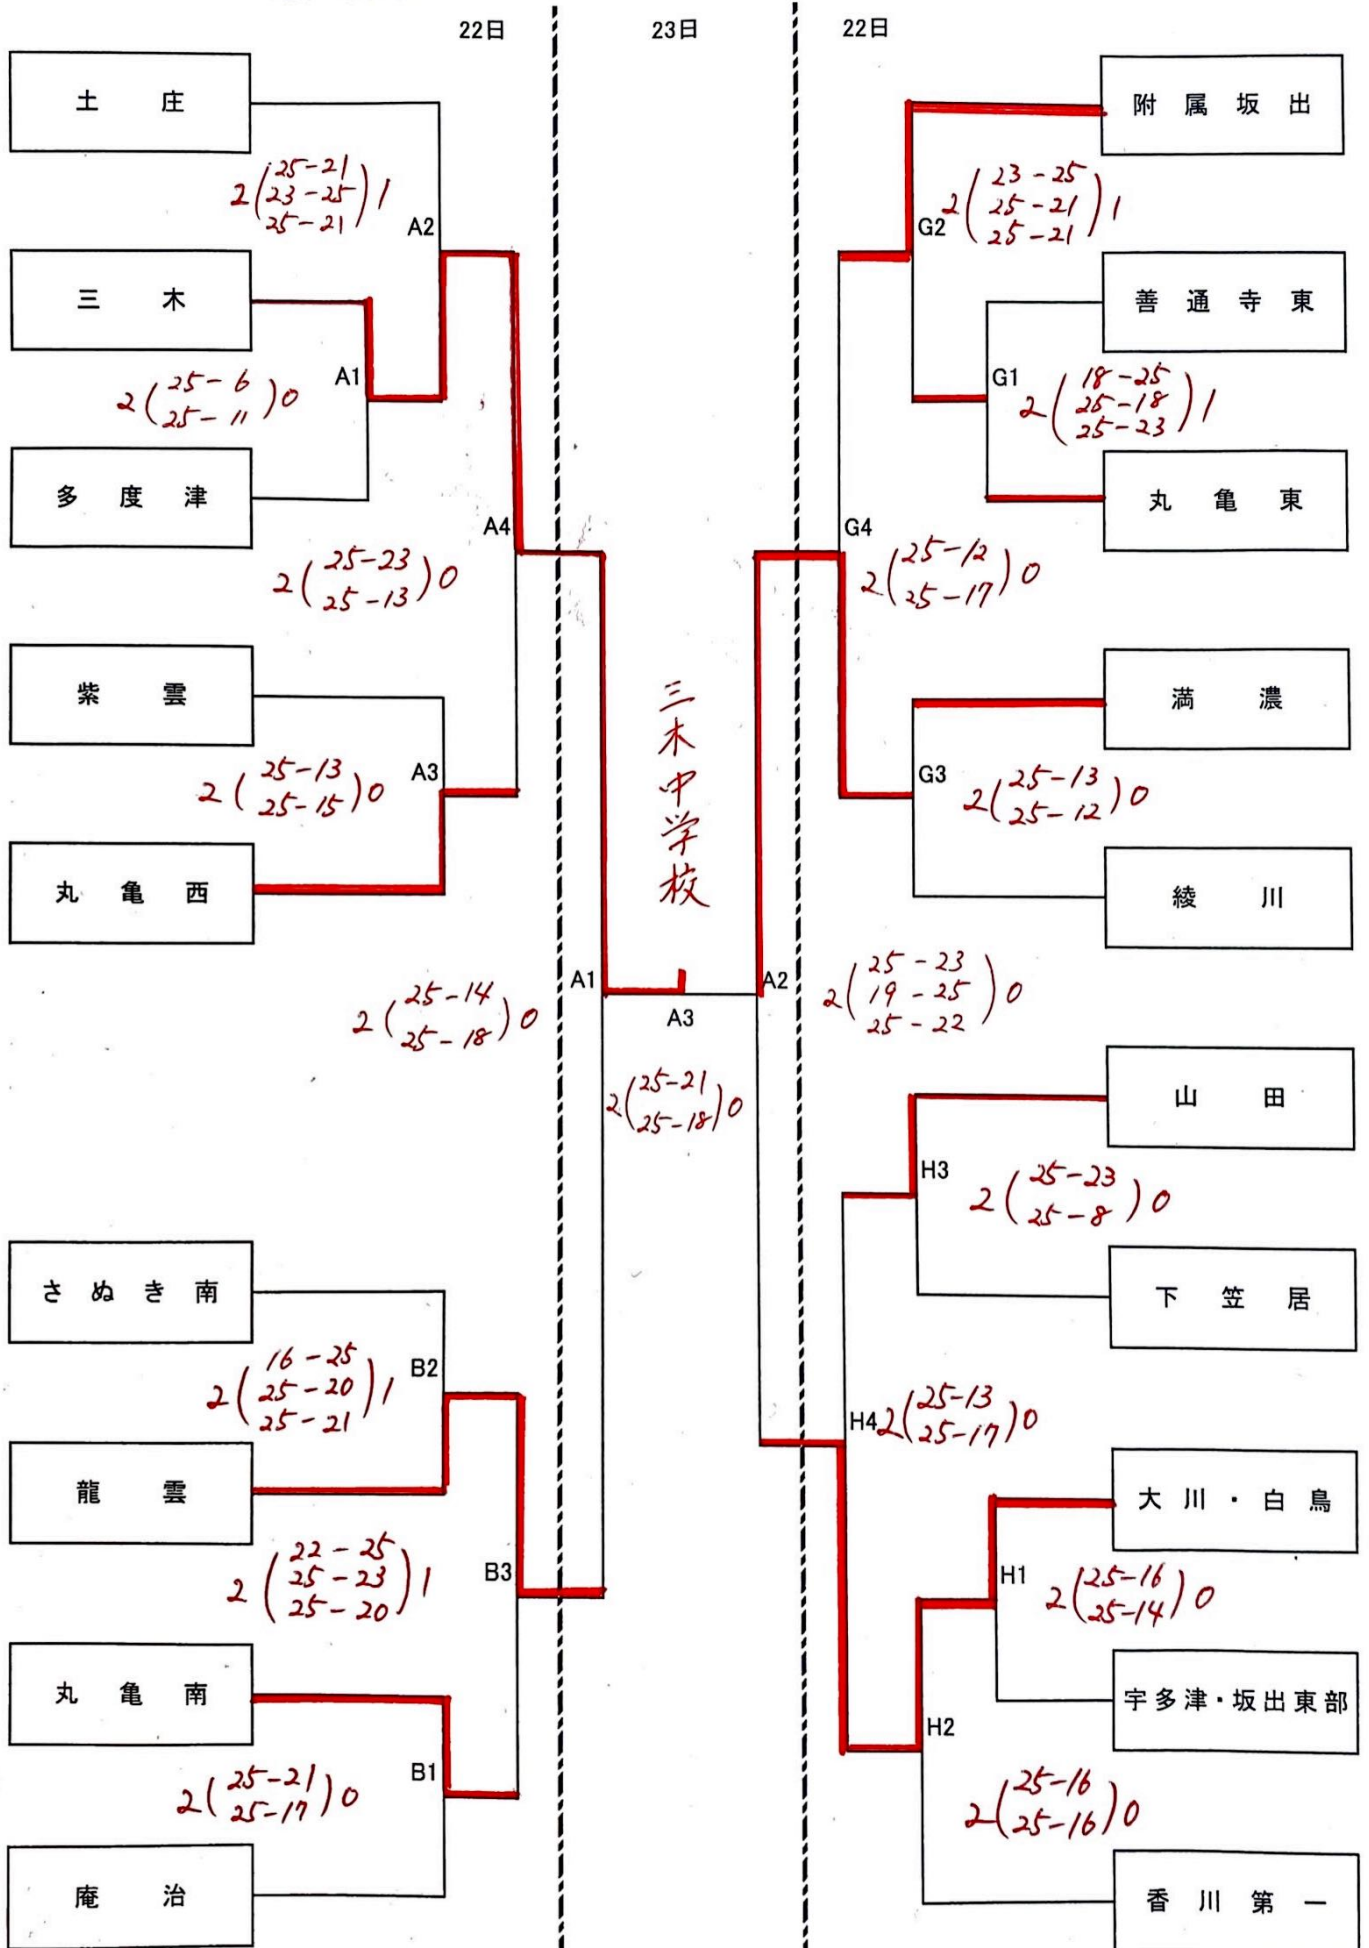 22日
23日
22日
土庄
2(25-21 23-25 25-21)1
A2
三木
A1
2(25-6 25-11)0
多度津
A4
2(25-23 25-13)0
紫雲
A3
2(25-13 25-15)0
丸亀西
A1
2(25-14 25-18)0
さぬき南
B2
2(16-25 25-20 25-21)1
龍雲
B3
2(22-25 25-23 25-20)1
丸亀南
B1
2(25-21 25-17)0
庵治
三木中学校
A3
2(25-21 25-18)0
附属坂出
G2
2(23-25 25-21 25-21)1
善通寺東
G1
2(18-25 25-18 25-23)1
丸亀東
G4
2(25-12 25-17)0
満濃
G3
2(25-13 25-12)0
綾川
A2
2(25-23 19-25 25-22)0
山田
H3
2(25-23 25-8)0
下笠居
H4
2(25-13 25-17)0
大川・白鳥
H1
2(25-16 25-14)0
宇多津・坂出東部
H2
2(25-16 25-16)0
香川第一